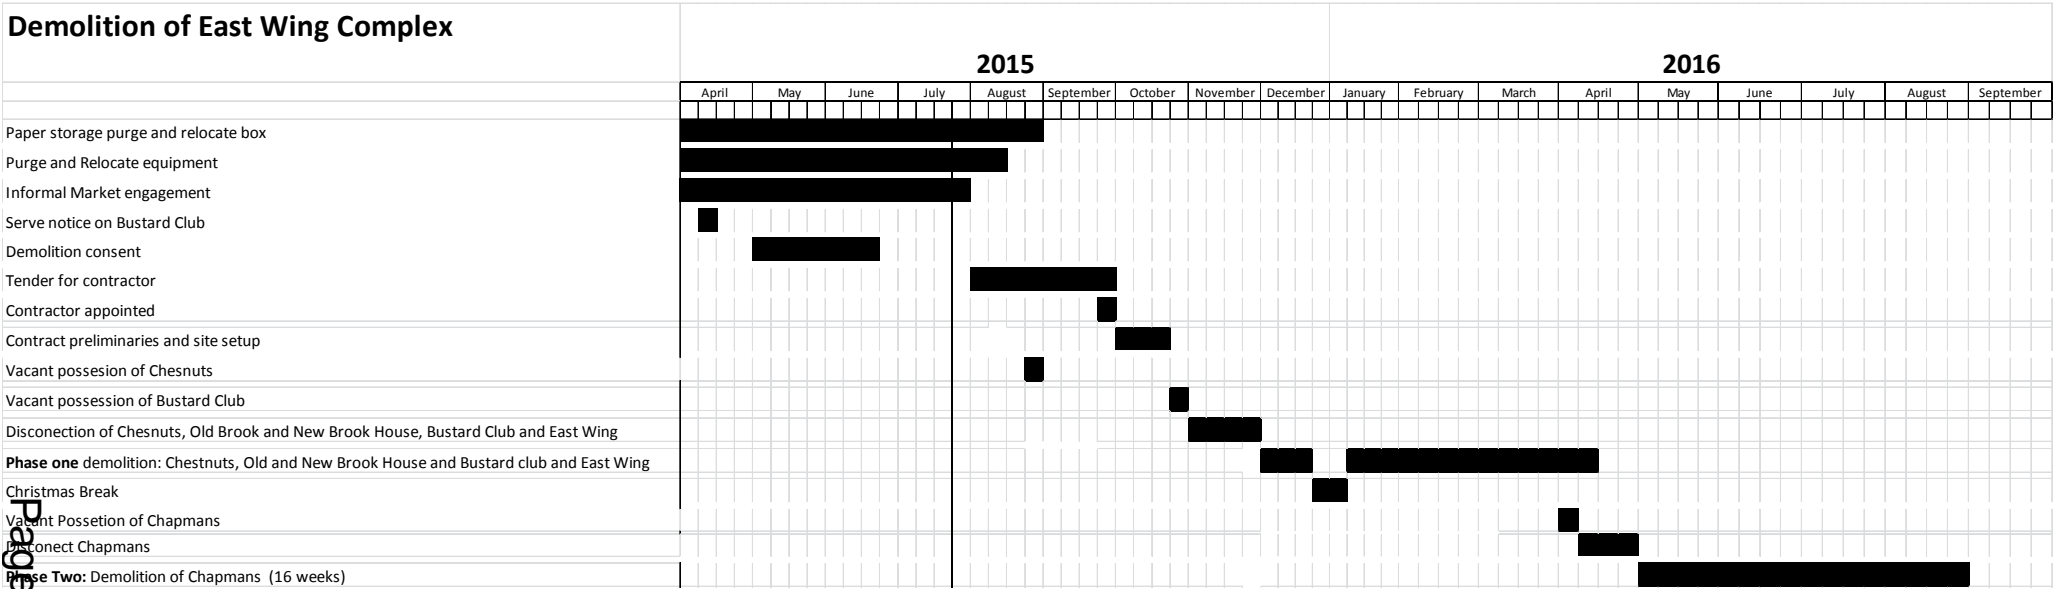 Demolition of East Wing Complex
2015 2016
April May June July August September October November December January February March April May June July August September
Paper storage purge and relocate box
Purge and Relocate equipment
Informal Market engagement
Serve notice on Bustard Club
Demolition consent
Tender for contractor
Contractor appointed
Contract preliminaries and site setup
Vacant possesion of Chesnuts
Vacant possession of Bustard Club
Disconection of Chesnuts, Old Brook and New Brook House, Bustard Club and East Wing
Phase one demolition: Chestnuts, Old and New Brook House and Bustard club and East Wing
Christmas Break
Vacant Possetion of Chapmans
Disconect Chapmans
Phase Two: Demolition of Chapmans (16 weeks)
Page